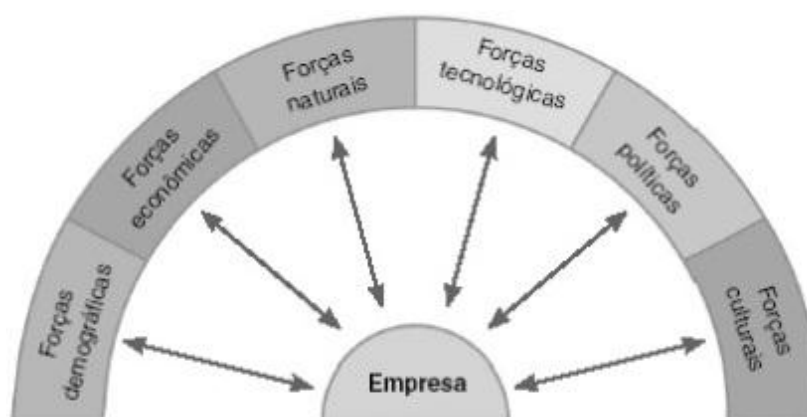 Forças
demográficas
Forças
econômicas
Forças
naturais
Forças
tecnológicas
Forças
políticas
Forças
culturais
Empresa